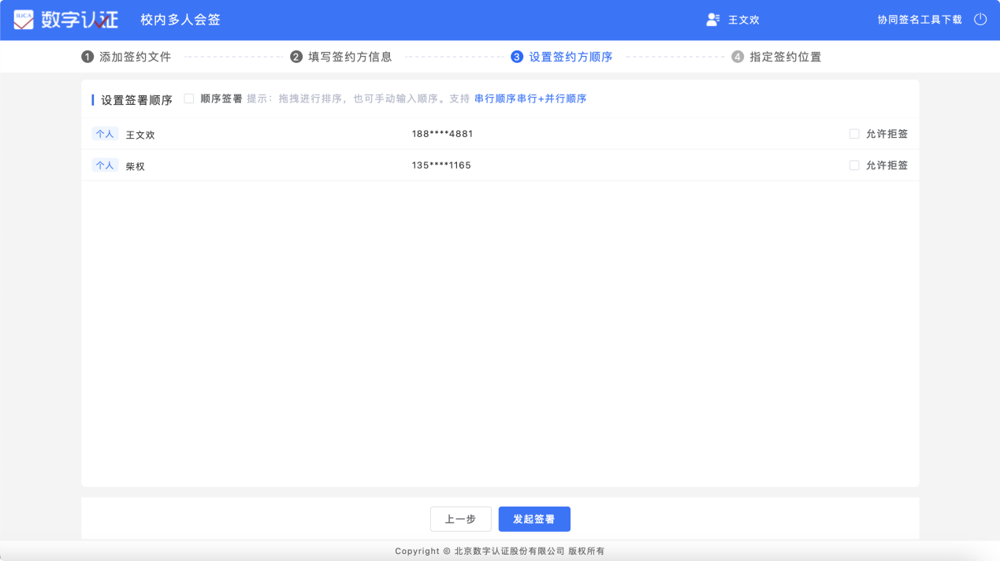 BJCA 数字认证 校内多人会签 王文欢 协同签名工具下载
1 添加签约文件 2 填写签约方信息 3 设置签约方顺序 4 指定签约位置
设置签署顺序 顺序签署 提示：拖拽进行排序，也可手动输入顺序。支持 串行顺序串行+并行顺序
个人 王文欢 188****4881 允许拒签
个人 柴权 135****1165 允许拒签
上一步 发起签署
Copyright © 北京数字认证股份有限公司 版权所有